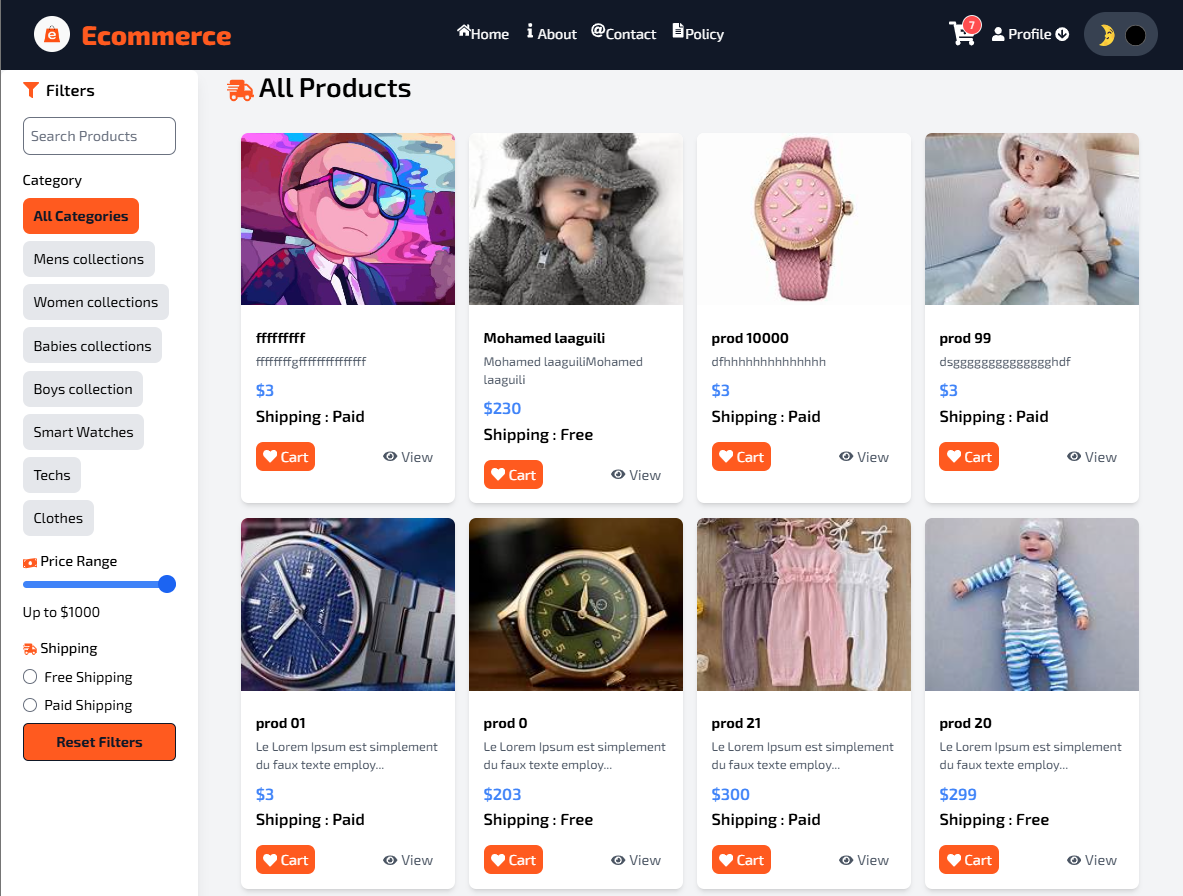 Ecommerce
Home
About
Contact
Policy
7
Profile
Filters
Search Products
Category
All Categories
Mens collections
Women collections
Babies collections
Boys collection
Smart Watches
Techs
Clothes
Price Range
Up to $1000
Shipping
Free Shipping
Paid Shipping
Reset Filters
All Products
fffffffff
ffffffffgfffffffffffffff
$3
Shipping : Paid
Cart
View
Mohamed laaguili
Mohamed laaguiliMohamed
laaguili
$230
Shipping : Free
Cart
View
prod 10000
dfhhhhhhhhhhhhh
$3
Shipping : Paid
Cart
View
prod 99
dsggggggggggggghdf
$3
Shipping : Paid
Cart
View
prod 01
Le Lorem Ipsum est simplement
du faux texte employ...
$3
Shipping : Paid
Cart
View
prod 0
Le Lorem Ipsum est simplement
du faux texte employ...
$203
Shipping : Free
Cart
View
prod 21
Le Lorem Ipsum est simplement
du faux texte employ...
$300
Shipping : Paid
Cart
View
prod 20
Le Lorem Ipsum est simplement
du faux texte employ...
$299
Shipping : Free
Cart
View